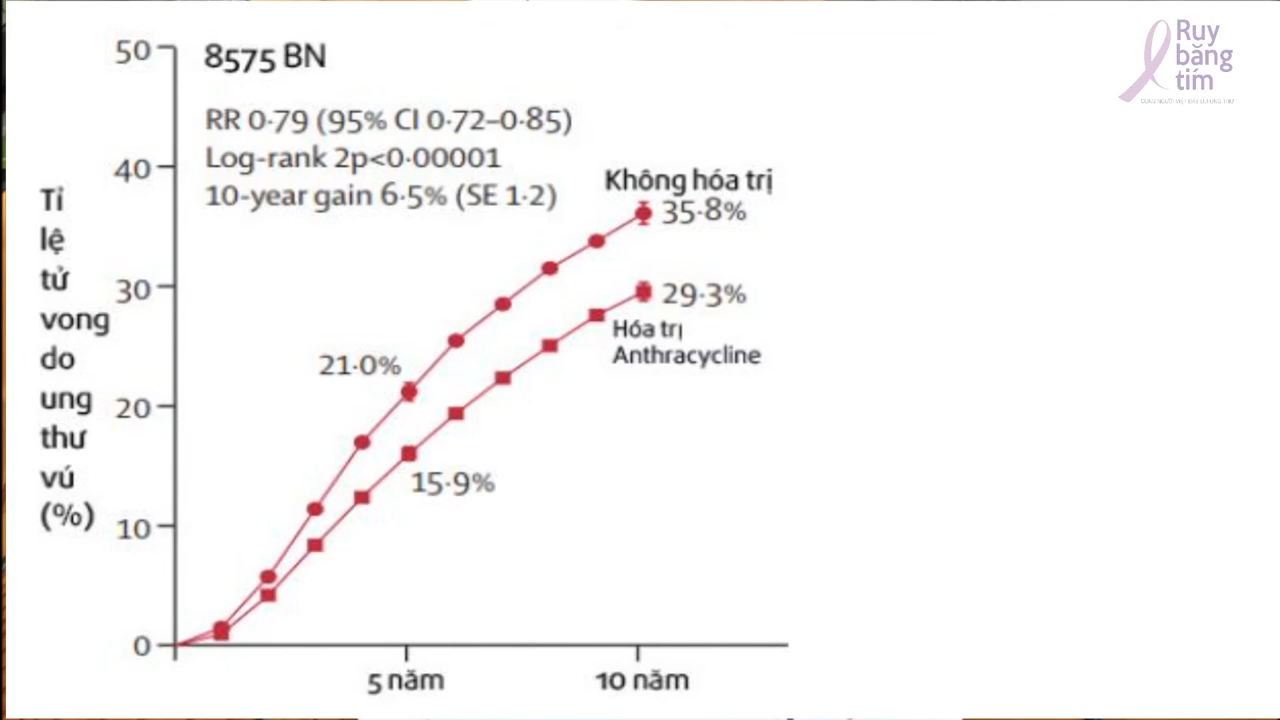 Ruy
băng
tím
50
8575 BN
RR 0·79 (95% CI 0·72–0·85)
Log-rank 2p<0·00001
10-year gain 6·5% (SE 1·2)
40
Không hóa trị
35·8%
Tỉ
lệ
tử
vong
do
ung
thư
vú
(%)
30
29·3%
Hóa trị
Anthracycline
21·0%
20
15·9%
10
0
5 năm
10 năm